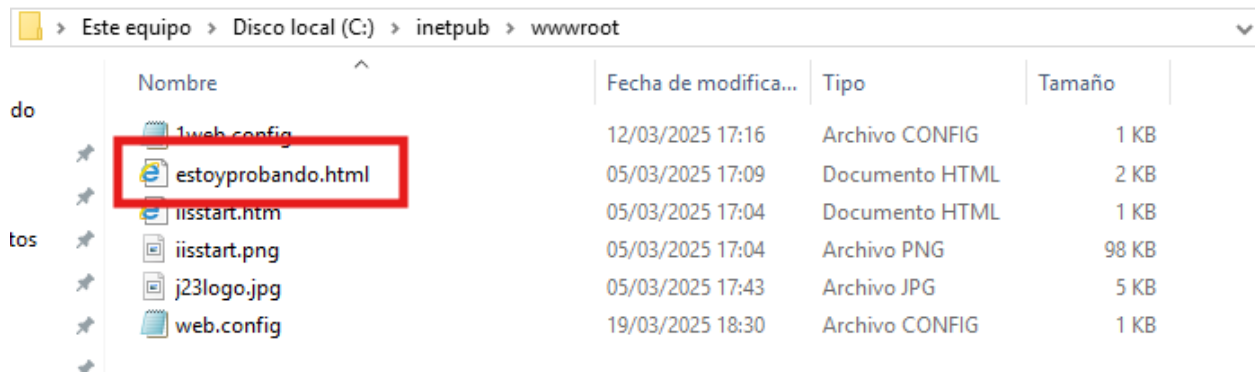 Este equipo > Disco local (C:) > inetpub > wwwroot
Nombre Fecha de modifica... Tipo Tamaño
do
1web.config 12/03/2025 17:16 Archivo CONFIG 1 KB
estoyprobando.html 05/03/2025 17:09 Documento HTML 2 KB
iisstart.htm 05/03/2025 17:04 Documento HTML 1 KB
tos
iisstart.png 05/03/2025 17:04 Archivo PNG 98 KB
j23logo.jpg 05/03/2025 17:43 Archivo JPG 5 KB
web.config 19/03/2025 18:30 Archivo CONFIG 1 KB